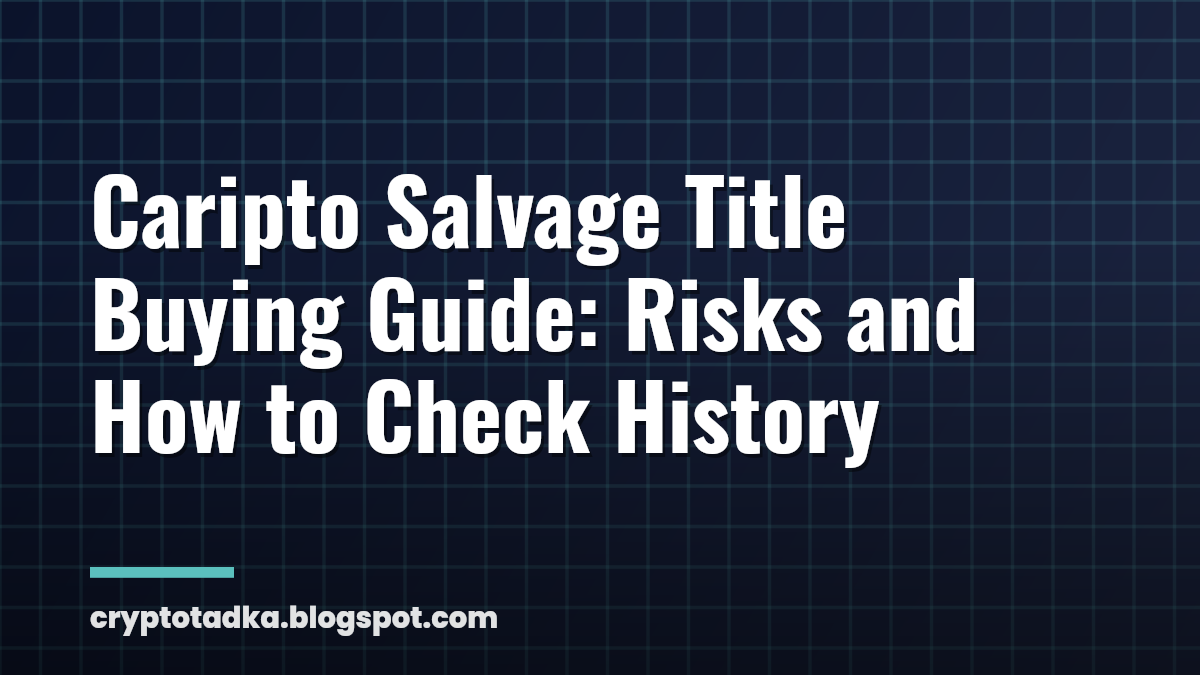 Caripto Salvage Title
Buying Guide: Risks and
How to Check History
cryptotadka.blogspot.com